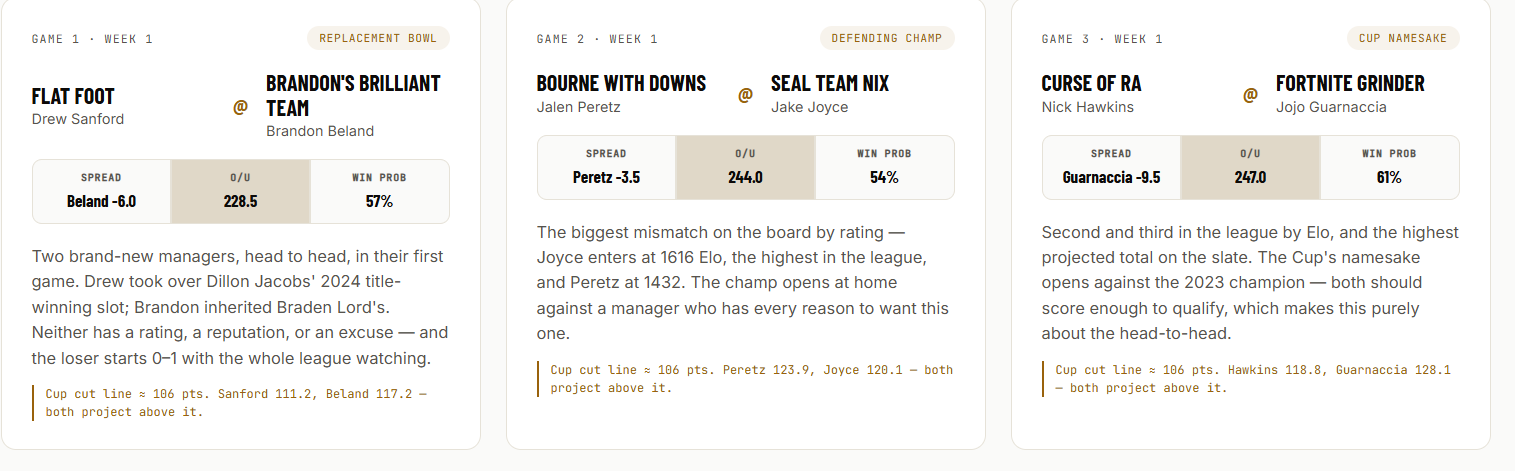 GAME 1 · WEEK 1
REPLACEMENT BOWL
FLAT FOOT
Drew Sanford
@
BRANDON'S BRILLIANT
TEAM
Brandon Beland
SPREAD
Beland -6.0
O/U
228.5
WIN PROB
57%
Two brand-new managers, head to head, in their first
game. Drew took over Dillon Jacobs' 2024 title-
winning slot; Brandon inherited Braden Lord's.
Neither has a rating, a reputation, or an excuse — and
the loser starts 0–1 with the whole league watching.
Cup cut line ≈ 106 pts. Sanford 111.2, Beland 117.2 —
both project above it.
GAME 2 · WEEK 1
DEFENDING CHAMP
BOURNE WITH DOWNS
Jalen Peretz
@
SEAL TEAM NIX
Jake Joyce
SPREAD
Peretz -3.5
O/U
244.0
WIN PROB
54%
The biggest mismatch on the board by rating —
Joyce enters at 1616 Elo, the highest in the league,
and Peretz at 1432. The champ opens at home
against a manager who has every reason to want this
one.
Cup cut line ≈ 106 pts. Peretz 123.9, Joyce 120.1 — both
project above it.
GAME 3 · WEEK 1
CUP NAMESAKE
CURSE OF RA
Nick Hawkins
@
FORTNITE GRINDER
Jojo Guarnaccia
SPREAD
Guarnaccia -9.5
O/U
247.0
WIN PROB
61%
Second and third in the league by Elo, and the highest
projected total on the slate. The Cup's namesake
opens against the 2023 champion — both should
score enough to qualify, which makes this purely
about the head-to-head.
Cup cut line ≈ 106 pts. Hawkins 118.8, Guarnaccia 128.1
— both project above it.